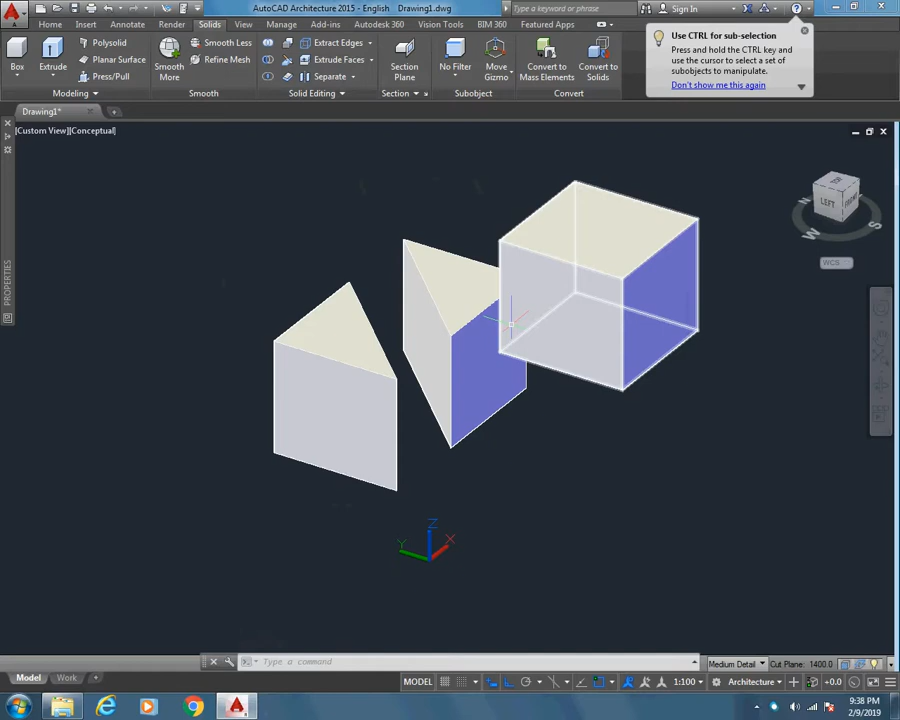 AutoCAD Architecture 2015 - English Drawing1.dwg
Type a keyword or phrase
Sign In
Home Insert Annotate Render Solids View Manage Add-ins Autodesk 360 Vision Tools BIM 360 Featured Apps
Box
Extrude
Polysolid
Planar Surface
Press/Pull
Modeling
Smooth More
Smooth Less
Refine Mesh
Smooth
Extract Edges
Extrude Faces
Separate
Solid Editing
Section Plane
Section
No Filter
Move Gizmo
Subobject
Convert to Mass Elements
Convert to Solids
Convert
Use CTRL for sub-selection
Press and hold the CTRL key and
use the cursor to select a set of
subobjects to manipulate.
Don't show me this again
Drawing1*
[Custom View][Conceptual]
PROPERTIES
TOP
LEFT
FRONT
N
W
S
WCS
Z
Y
X
Type a command
Medium Detail
Cut Plane: 1400.0
Model Work
MODEL
1:100
Architecture
+0.0
9:38 PM
2/9/2019